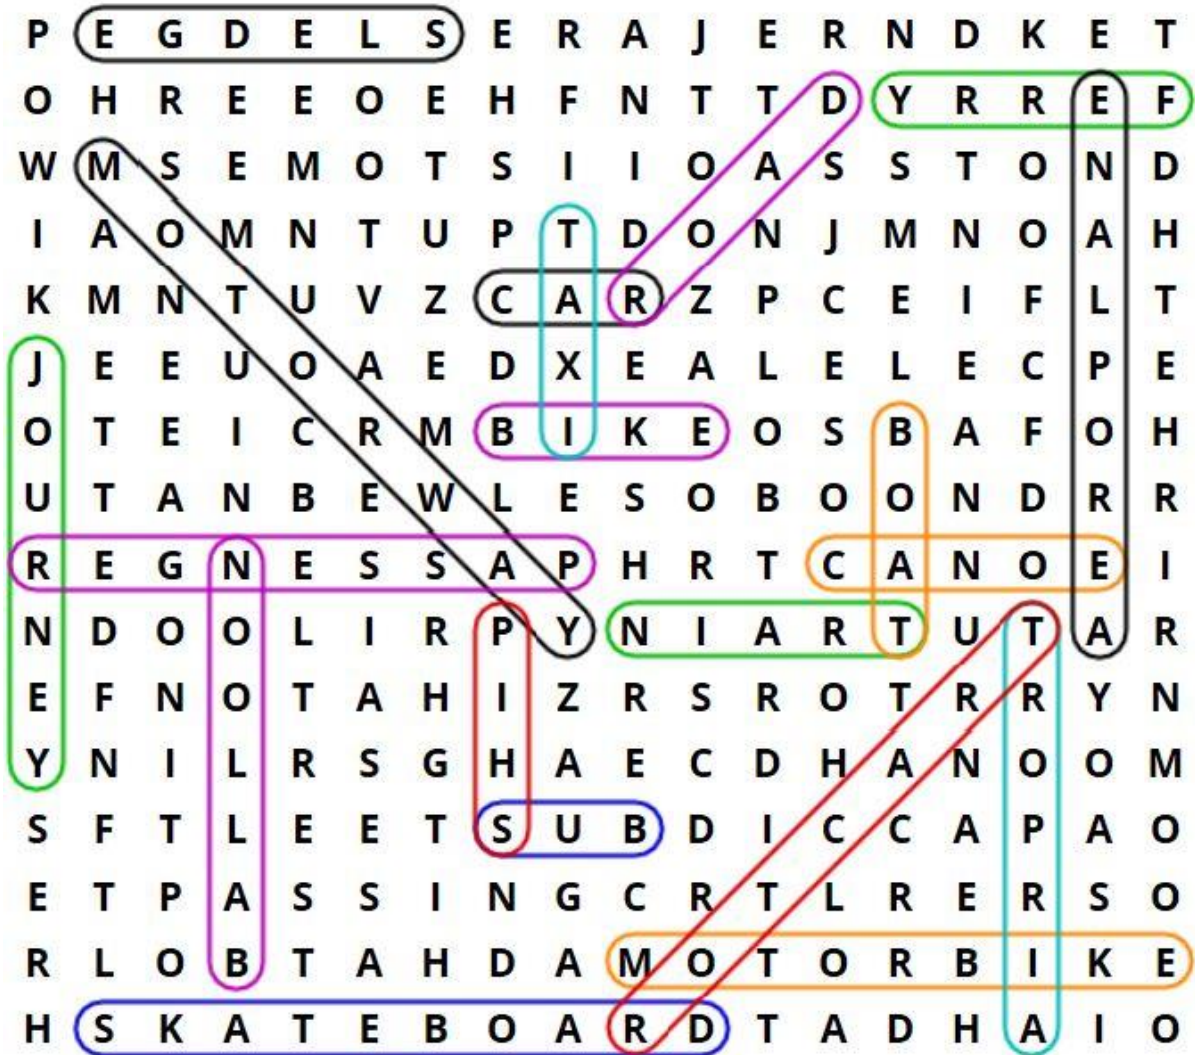 P E G D E L S E R A J E R N D K E T
O H R E E O E H F N T T D Y R R E F
W M S E M O T S I I O A S S T O N D
I A O M N T U P T D O N J M N O A H
K M N T U V Z C A R Z P C E I F L T
J E E U O A E D X E A L E L E C P E
O T E I C R M B I K E O S B A F O H
U T A N B E W L E S O B O O N D R R
R E G N E S S A P H R T C A N O E I
N D O O L I R P Y N I A R T U T A R
E F N O T A H I Z R S R O T R R Y N
Y N I L R S G H A E C D H A N O O M
S F T L E E T S U B D I C C A P A O
E T P A S S I N G C R T L R E R S O
R L O B T A H D A M O T O R B I K E
H S K A T E B O A R D T A D H A I O